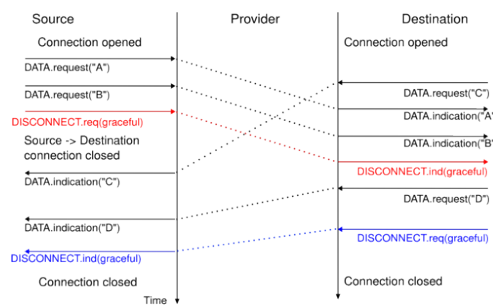 Source Provider Destination
Connection opened Connection opened
DATA.request("A")
DATA.request("C")
DATA.request("B")
DATA.indication("A"
DISCONNECT.req(graceful)
Source -> Destination
connection closed
DATA.indication("B"
DISCONNECT.ind(graceful)
DATA.indication("C")
DATA.request("D")
DATA.indication("D")
DISCONNECT.req(graceful)
DISCONNECT.ind(graceful)
Connection closed Connection closed
Time